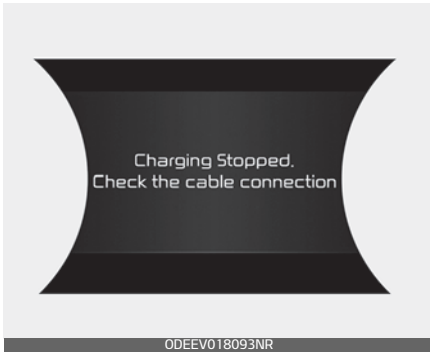 Charging Stopped.
Check the cable connection
ODEEV018093NR